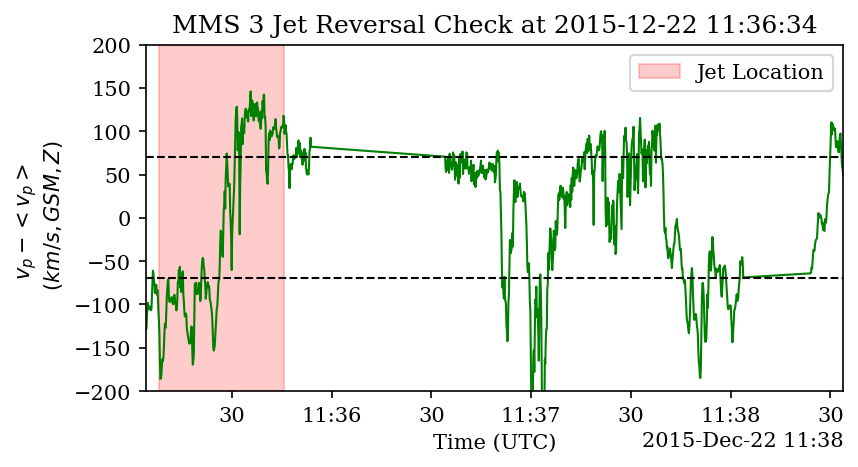 MMS 3 Jet Reversal Check at 2015-12-22 11:36:34
Jet Location
v_p − <v_p>
(km/s, GSM, Z)
200
150
100
50
0
−50
−100
−150
−200
30 11:36 30 11:37 30 11:38 30
Time (UTC)
2015-Dec-22 11:38